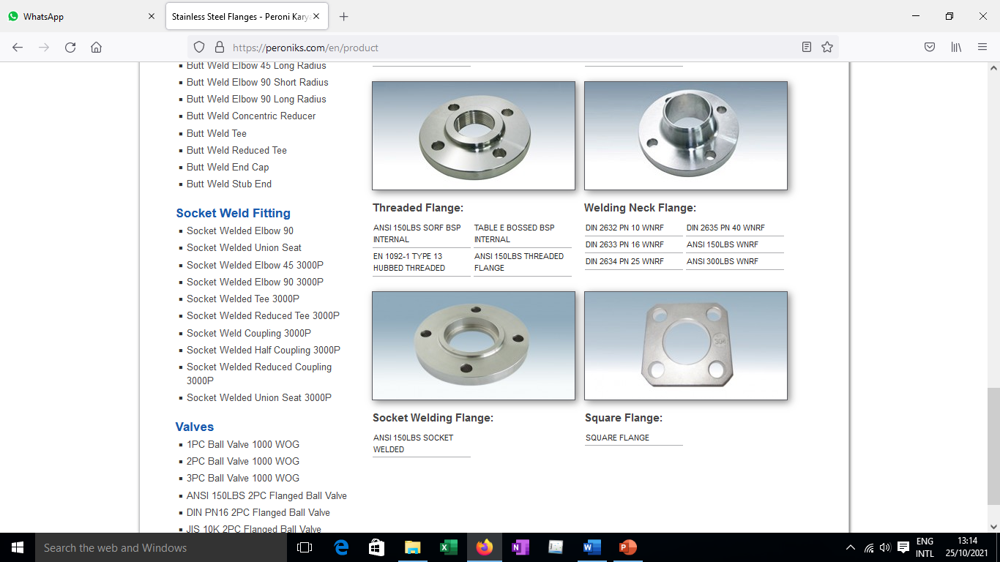 WhatsApp
Stainless Steel Flanges - Peroni Karya
https://peroniks.com/en/product
Butt Weld Elbow 45 Long Radius
Butt Weld Elbow 90 Short Radius
Butt Weld Elbow 90 Long Radius
Butt Weld Concentric Reducer
Butt Weld Tee
Butt Weld Reduced Tee
Butt Weld End Cap
Butt Weld Stub End
Socket Weld Fitting
Socket Welded Elbow 90
Socket Welded Union Seat
Socket Welded Elbow 45 3000P
Socket Welded Elbow 90 3000P
Socket Welded Tee 3000P
Socket Welded Reduced Tee 3000P
Socket Weld Coupling 3000P
Socket Welded Half Coupling 3000P
Socket Welded Reduced Coupling
3000P
Socket Welded Union Seat 3000P
Valves
1PC Ball Valve 1000 WOG
2PC Ball Valve 1000 WOG
3PC Ball Valve 1000 WOG
ANSI 150LBS 2PC Flanged Ball Valve
DIN PN16 2PC Flanged Ball Valve
JIS 10K 2PC Flanged Ball Valve
Threaded Flange:
ANSI 150LBS SORF BSP
INTERNAL
TABLE E BOSSED BSP
INTERNAL
EN 1092-1 TYPE 13
HUBBED THREADED
ANSI 150LBS THREADED
FLANGE
Welding Neck Flange:
DIN 2632 PN 10 WNRF
DIN 2635 PN 40 WNRF
DIN 2633 PN 16 WNRF
ANSI 150LBS WNRF
DIN 2634 PN 25 WNRF
ANSI 300LBS WNRF
Socket Welding Flange:
ANSI 150LBS SOCKET
WELDED
Square Flange:
SQUARE FLANGE
Search the web and Windows
ENG
INTL
13:14
25/10/2021